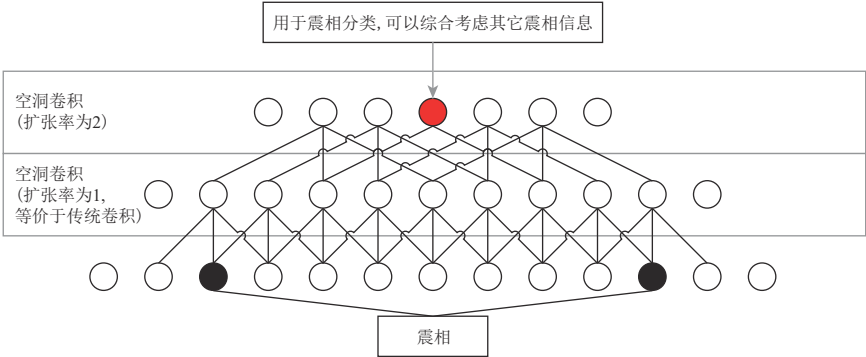 用于震相分类, 可以综合考虑其它震相信息
空洞卷积
(扩张率为2)
空洞卷积
(扩张率为1,
等价于传统卷积)
震相